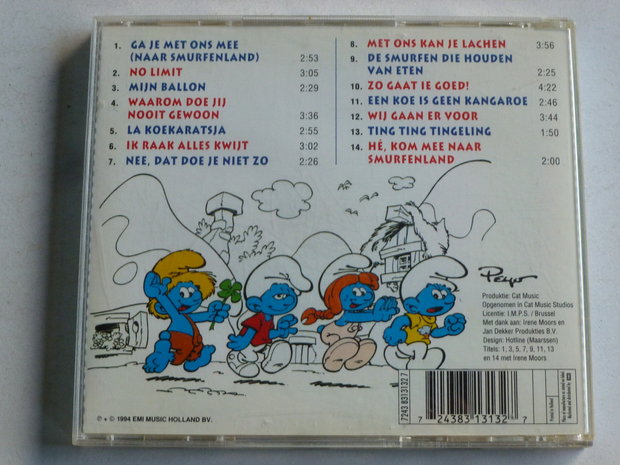 1. GA JE MET ONS MEE
(NAAR SMURFENLAND) 2:53
2. NO LIMIT 3:05
3. MIJN BALLON 2:29
4. WAAROM DOE JIJ
NOOIT GEWOON 3:36
5. LA KOEKARATSJA 2:55
6. IK RAAK ALLES KWIJT 3:02
7. NEE, DAT DOE JE NIET ZO 2:26
8. MET ONS KAN JE LACHEN 3:56
9. DE SMURFEN DIE HOUDEN
VAN ETEN 2:25
10. ZO GAAT IE GOED! 4:22
11. EEN KOE IS GEEN KANGAROE 2:46
12. WIJ GAAN ER VOOR 3:44
13. TING TING TINGELING 1:50
14. HÉ, KOM MEE NAAR
SMURFENLAND 2:00
Peyo
Produktie: Cat Music
Opgenomen in Cat Music Studios
Licentie: I.M.P.S. / Brussel
Met dank aan: Irene Moors en
Jan Dekker Produkties B.V.
Design: Hotline (Maarssen)
Titels: 1, 3, 5, 7, 9, 11, 13
en 14 met Irene Moors
7243 8313132 7
7 24383 13132 7
℗ + © 1994 EMI MUSIC HOLLAND BV.